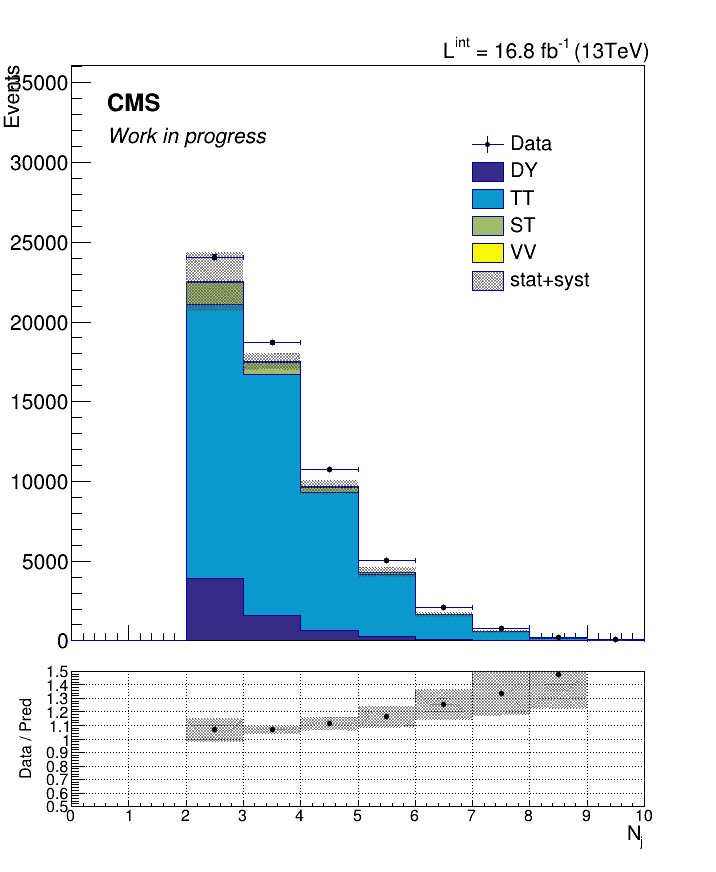 L^int = 16.8 fb^-1 (13TeV)
Events
35000
CMS
Work in progress
Data
30000
DY
TT
ST
25000
VV
stat+syst
20000
15000
10000
5000
0
Data / Pred
1.5
1.4
1.3
1.2
1.1
1
0.9
0.8
0.7
0.6
0.5
0 1 2 3 4 5 6 7 8 9 10
N_j